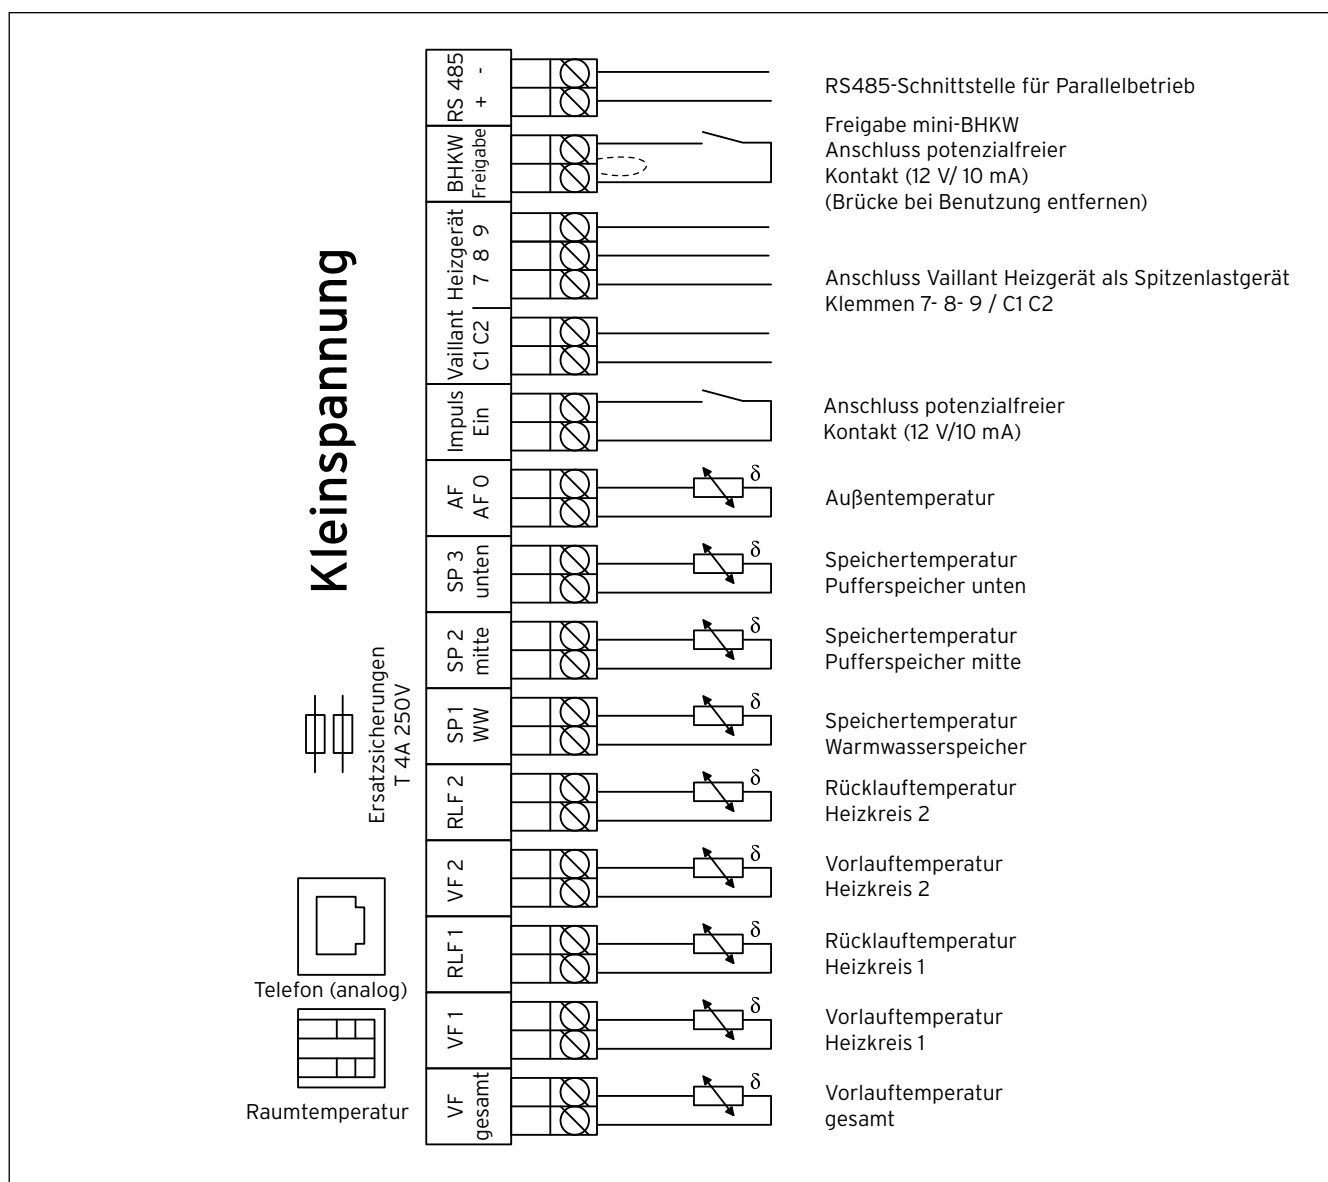 Kleinspannung
Ersatzsicherungen
T 4A 250V
Telefon (analog)
Raumtemperatur
RS 485
+ -
RS485-Schnittstelle für Parallelbetrieb
BHKW
Freigabe
Freigabe mini-BHKW
Anschluss potenzialfreier
Kontakt (12 V/ 10 mA)
(Brücke bei Benutzung entfernen)
Vaillant Heizgerät
C1 C2
7 8 9
Anschluss Vaillant Heizgerät als Spitzenlastgerät
Klemmen 7- 8- 9 / C1 C2
Impuls
Ein
Anschluss potenzialfreier
Kontakt (12 V/10 mA)
AF
AF 0
δ
Außentemperatur
SP 3
unten
δ
Speichertemperatur
Pufferspeicher unten
SP 2
mitte
δ
Speichertemperatur
Pufferspeicher mitte
SP 1
WW
δ
Speichertemperatur
Warmwasserspeicher
RLF 2
δ
Rücklauftemperatur
Heizkreis 2
VF 2
δ
Vorlauftemperatur
Heizkreis 2
RLF 1
δ
Rücklauftemperatur
Heizkreis 1
VF 1
δ
Vorlauftemperatur
Heizkreis 1
VF
gesamt
δ
Vorlauftemperatur
gesamt